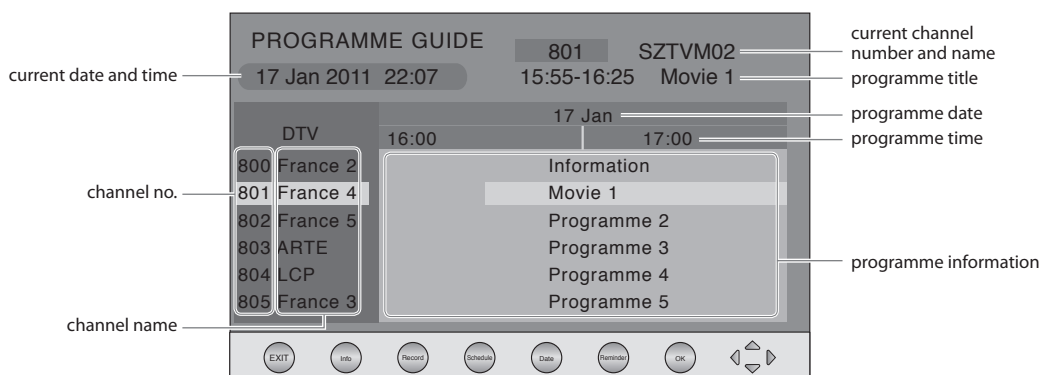 PROGRAMME GUIDE
801 SZTVM02
current channel
number and name
current date and time
17 Jan 2011 22:07
15:55-16:25 Movie 1
programme title
17 Jan
programme date
DTV
16:00 17:00
programme time
800 France 2 Information
channel no.
801 France 4 Movie 1
802 France 5 Programme 2
803 ARTE Programme 3
804 LCP Programme 4
programme information
805 France 3 Programme 5
channel name
EXIT Info Record Schedule Date Reminder OK